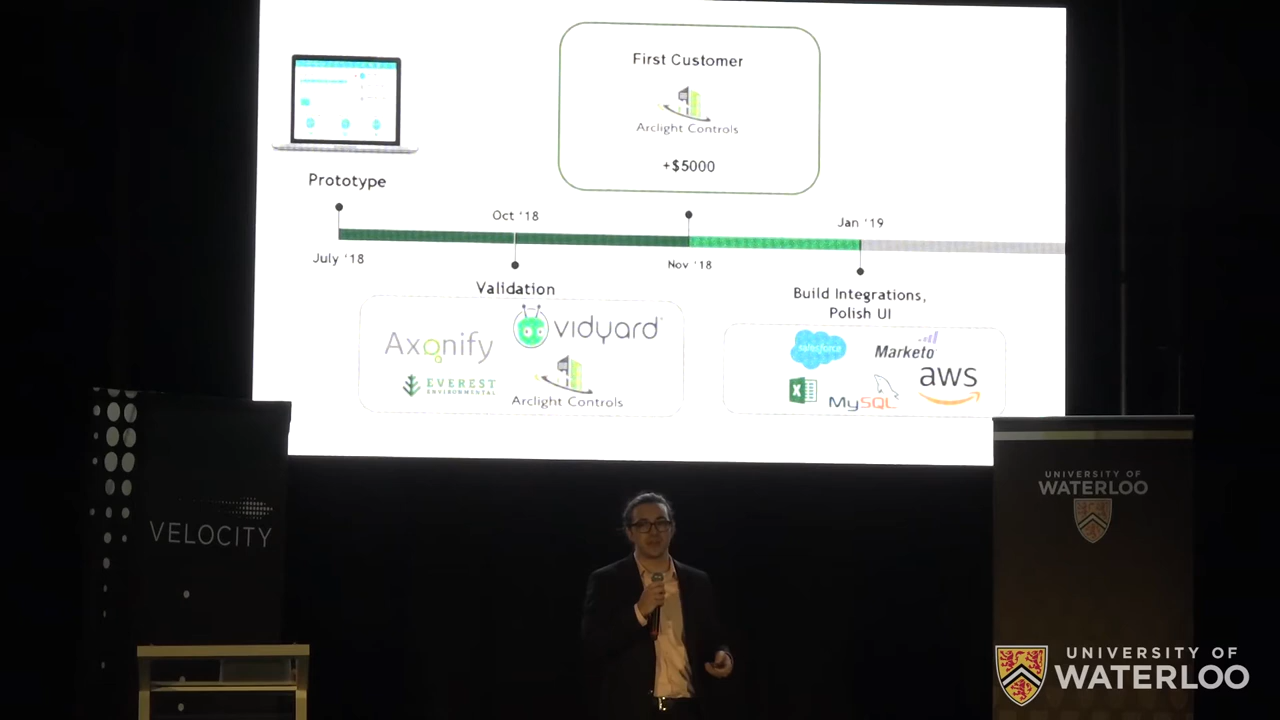 First Customer
Arclight Controls
+$5000
Prototype
Oct '18
Jan '19
July '18
Nov '18
Validation
Build Integrations,
Polish UI
Axonify
vidyard
EVEREST
ENVIRONMENTAL
Arclight Controls
salesforce
Marketo
aws
MySQL
VELOCITY
UNIVERSITY OF
WATERLOO
UNIVERSITY OF
WATERLOO